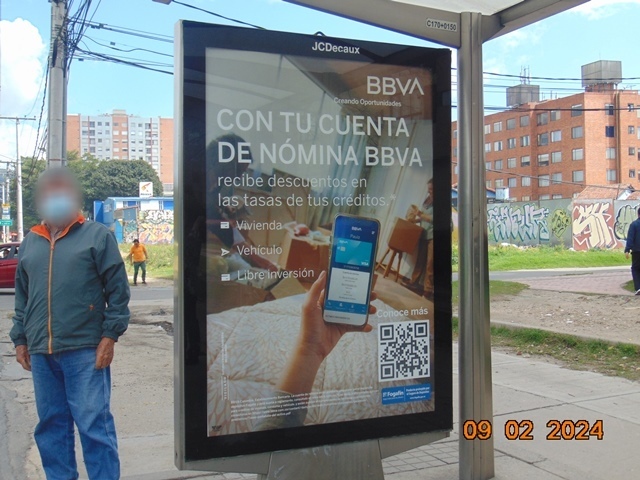 C170+0150
JCDecaux
BBVA
Creando Oportunidades
CON TU CUENTA
DE NÓMINA BBVA
recibe descuentos en
las tasas de tus créditos.
Vivienda
Vehículo
Libre inversión
Conoce más
Fogafín
09 02 2024